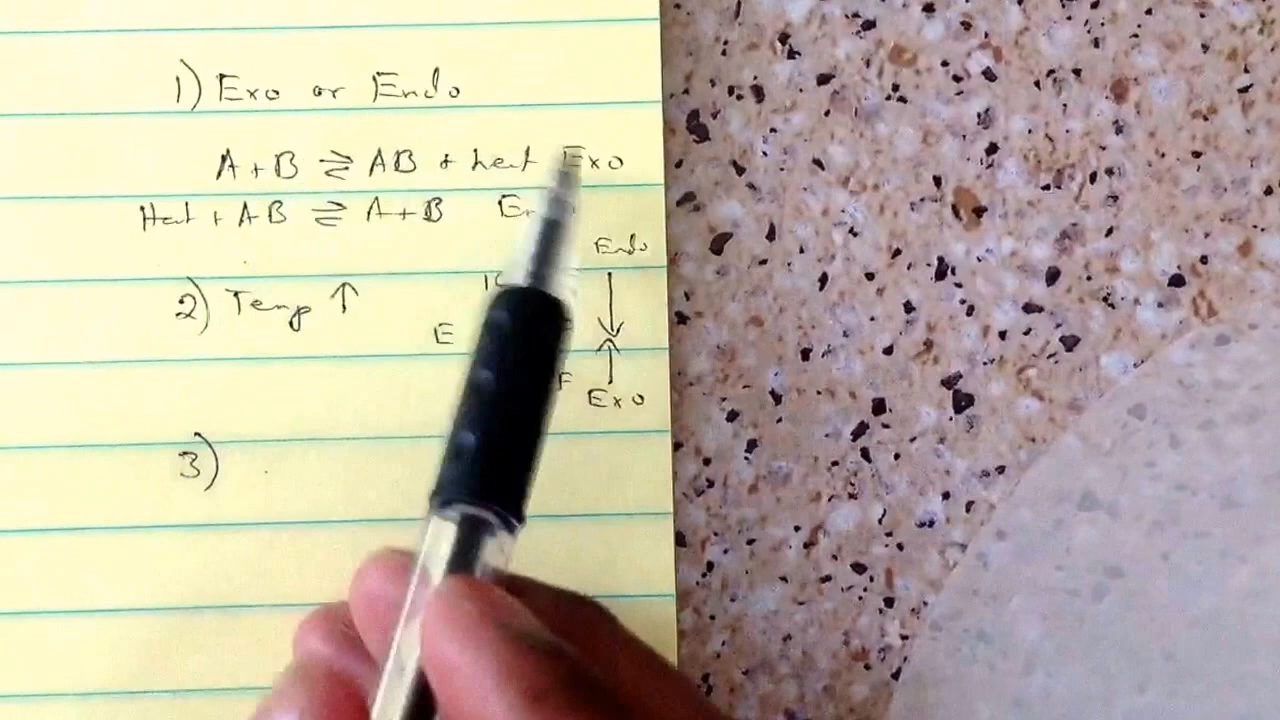 1) Exo or Endo
A + B ⇌ AB + heat Exo
Heat + AB ⇌ A + B
Endo
2) Temp ↑
E
F
Exo
3)